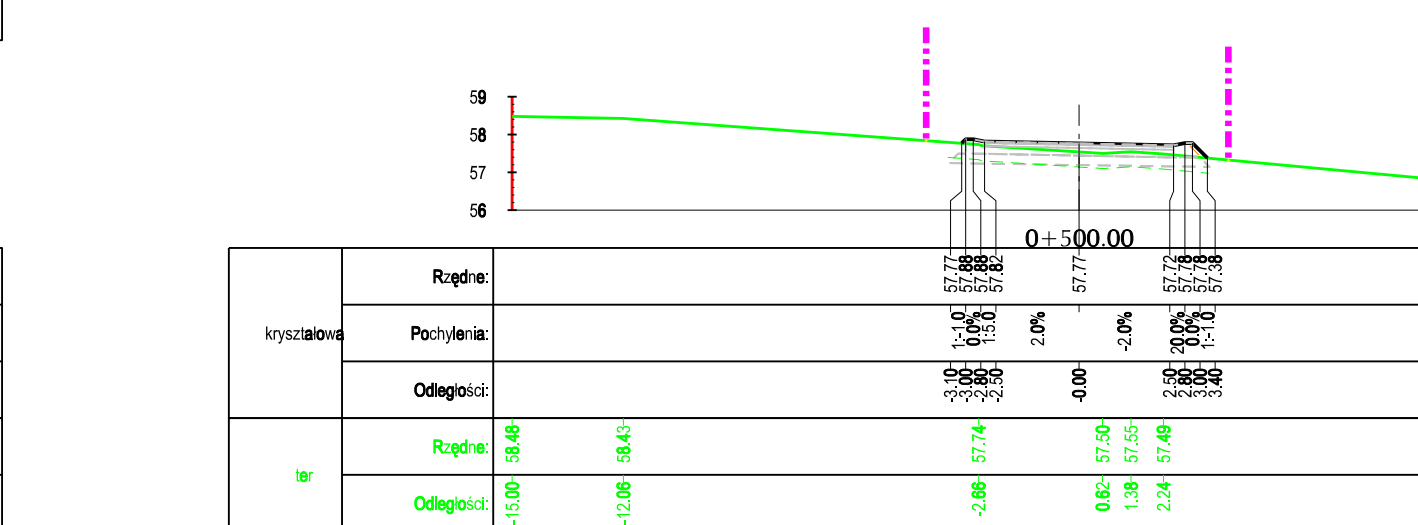 59
58
57
56
0+500.00
kryształowa
Rzędne: 57.77 57.88 57.88 57.82 57.77 57.72 57.78 57.78 57.38
Pochylenia: 1:-1.0 0.0% 1:5.0 2.0% -2.0% 20.0% 0.0% 1:-1.0
Odległości: -3.10 -3.00 -2.80 -2.50 -0.00 2.50 2.80 3.00 3.40
ter
Rzędne: 58.48 58.43 57.74 57.50 57.55 57.49
Odległości: -15.00 -12.06 -2.66 0.62 1.38 2.24